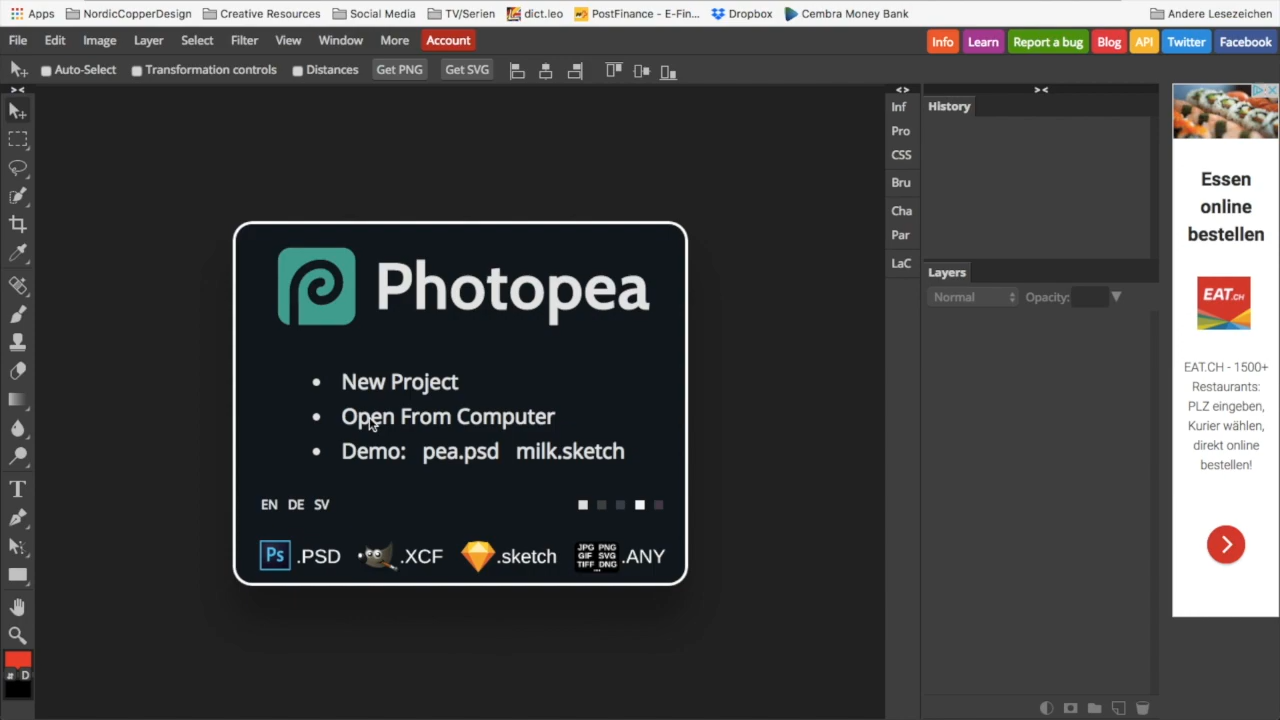 Apps NordicCopperDesign Creative Resources Social Media TV/Serien dict.leo PostFinance - E-Fin... Dropbox Cembra Money Bank Andere Lesezeichen
File Edit Image Layer Select Filter View Window More Account Info Learn Report a bug Blog API Twitter Facebook
Auto-Select Transformation controls Distances Get PNG Get SVG
Inf
Pro
CSS
Bru
Cha
Par
LaC
History
Layers
Normal Opacity:
Photopea
• New Project
• Open From Computer
• Demo: pea.psd milk.sketch
EN DE SV
Ps .PSD .XCF .sketch JPG PNG GIF SVG TIFF DNG ... .ANY
T
D
Essen
online
bestellen
EAT.CH
EAT.CH - 1500+
Restaurants:
PLZ eingeben,
Kurier wählen,
direkt online
bestellen!